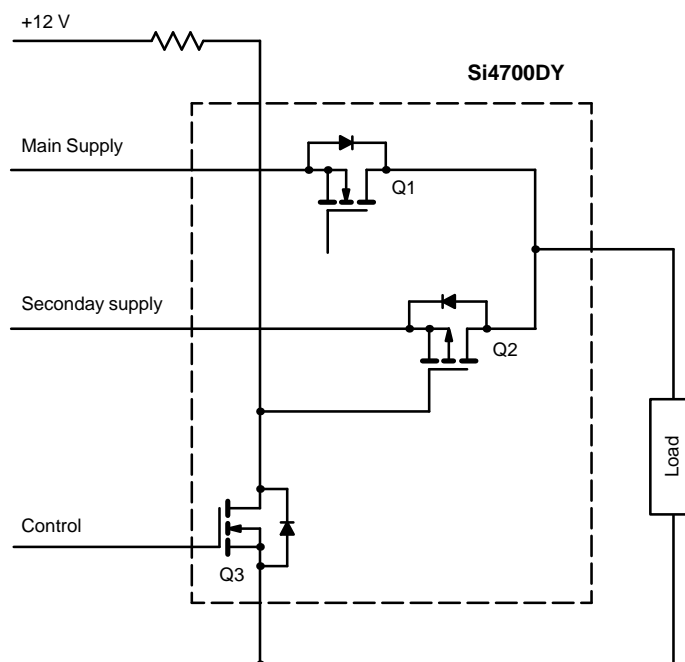 +12 V
Si4700DY
Main Supply
Q1
Seconday supply
Q2
Load
Control
Q3